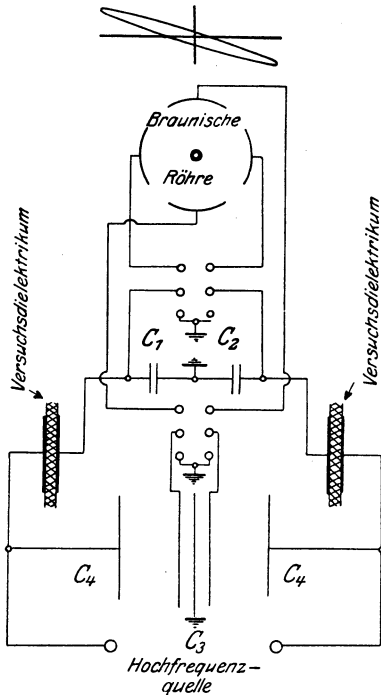 Braunische
Röhre
Versuchsdielektrikum
Versuchsdielektrikum
C1
C2
C4
C4
C3
Hochfrequenz-
quelle